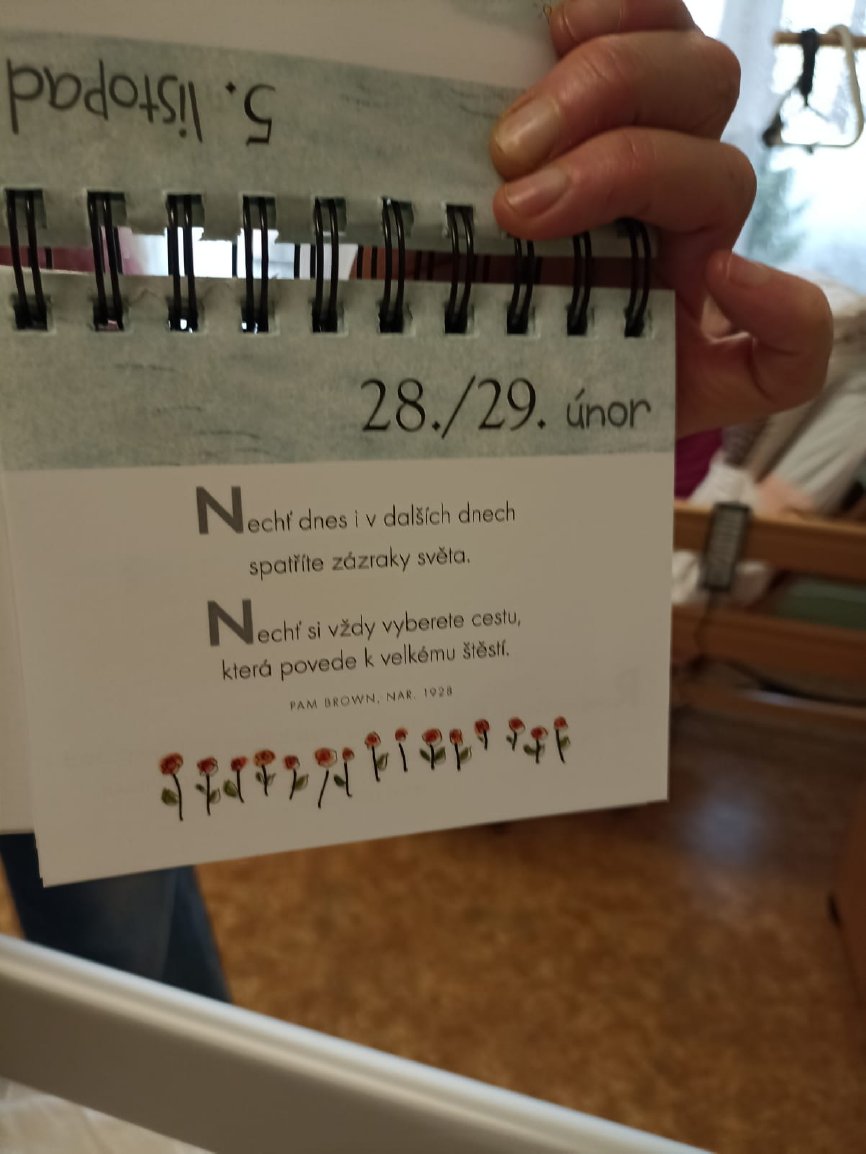 5. listopad
28./29. únor
Nechť dnes i v dalších dnech
spatříte zázraky světa.
Nechť si vždy vyberete cestu,
která povede k velkému štěstí.
PAM BROWN, NAR. 1928